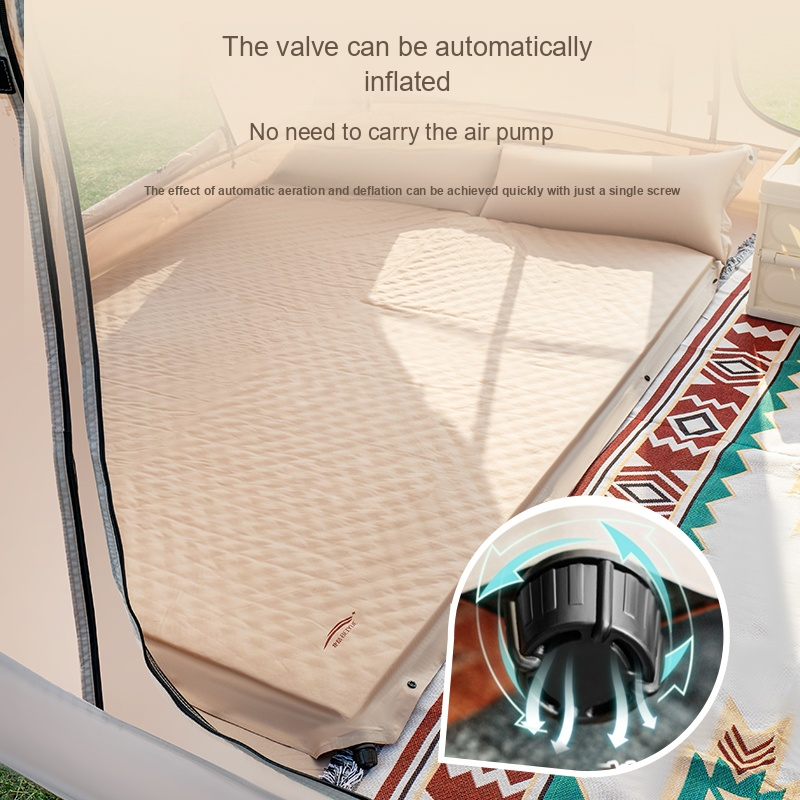 The valve can be automatically
inflated
No need to carry the air pump
The effect of automatic aeration and deflation can be achieved quickly with just a single screw